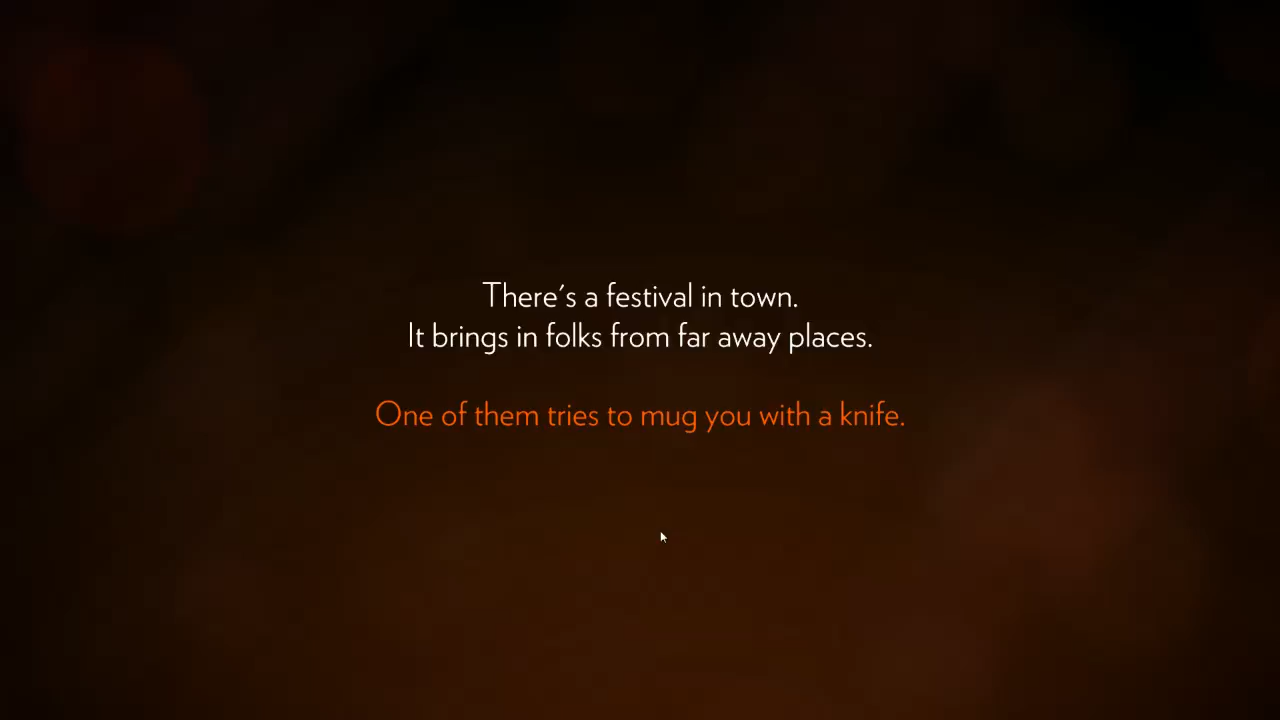 There's a festival in town.
It brings in folks from far away places.
One of them tries to mug you with a knife.